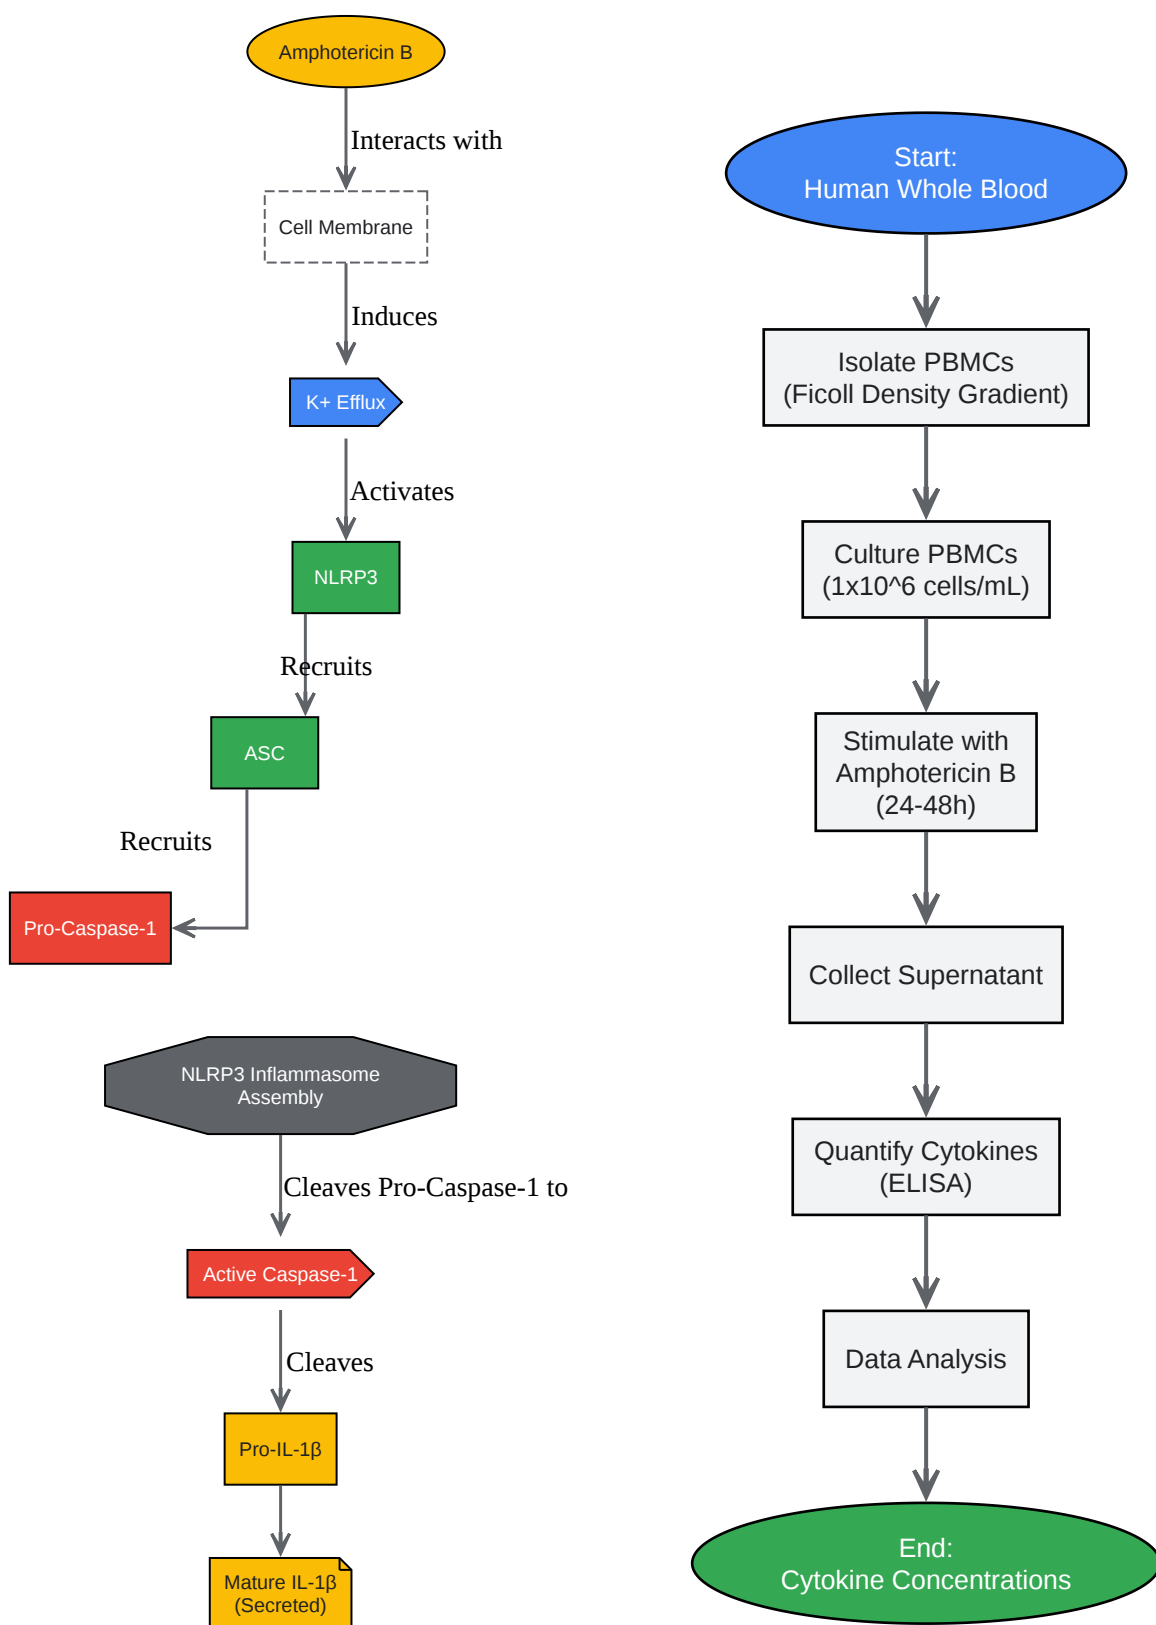 Amphotericin B
Interacts with
Cell Membrane
Induces
K+ Efflux
Activates
NLRP3
Recruits
ASC
Recruits
Pro-Caspase-1
NLRP3 Inflammasome
Assembly
Cleaves Pro-Caspase-1 to
Active Caspase-1
Cleaves
Pro-IL-1β
Mature IL-1β
(Secreted)
Start:
Human Whole Blood
Isolate PBMCs
(Ficoll Density Gradient)
Culture PBMCs
(1x10^6 cells/mL)
Stimulate with
Amphotericin B
(24-48h)
Collect Supernatant
Quantify Cytokines
(ELISA)
Data Analysis
End:
Cytokine Concentrations